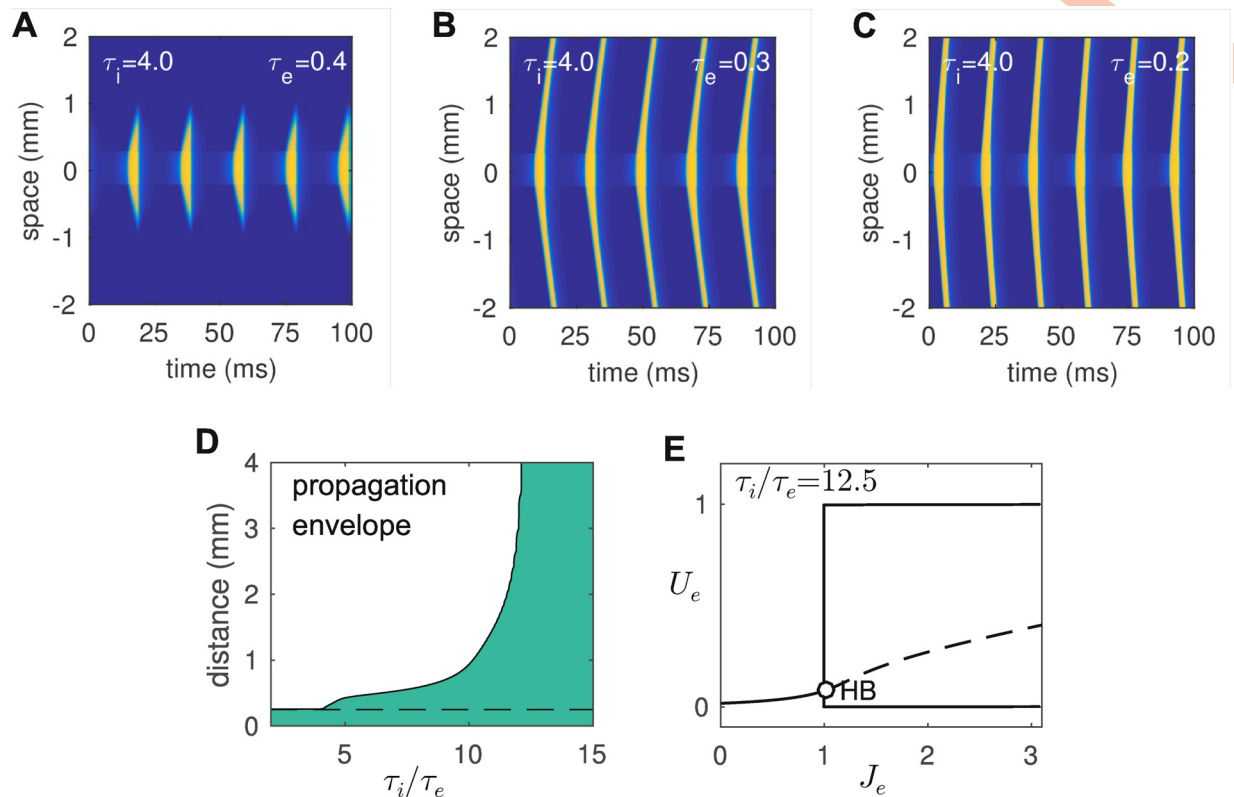 A
B
C
2
1
0
-1
-2
space (mm)
τi=4.0
τe=0.4
0
25
50
75
100
time (ms)
2
1
0
-1
-2
space (mm)
τi=4.0
τe=0.3
0
25
50
75
100
time (ms)
2
1
0
-1
-2
space (mm)
τi=4.0
τe=0.2
0
25
50
75
100
time (ms)
D
4
3
2
1
0
distance (mm)
propagation
envelope
5
10
15
τi/τe
E
τi/τe=12.5
1
0
Ue
HB
0
1
2
3
Je